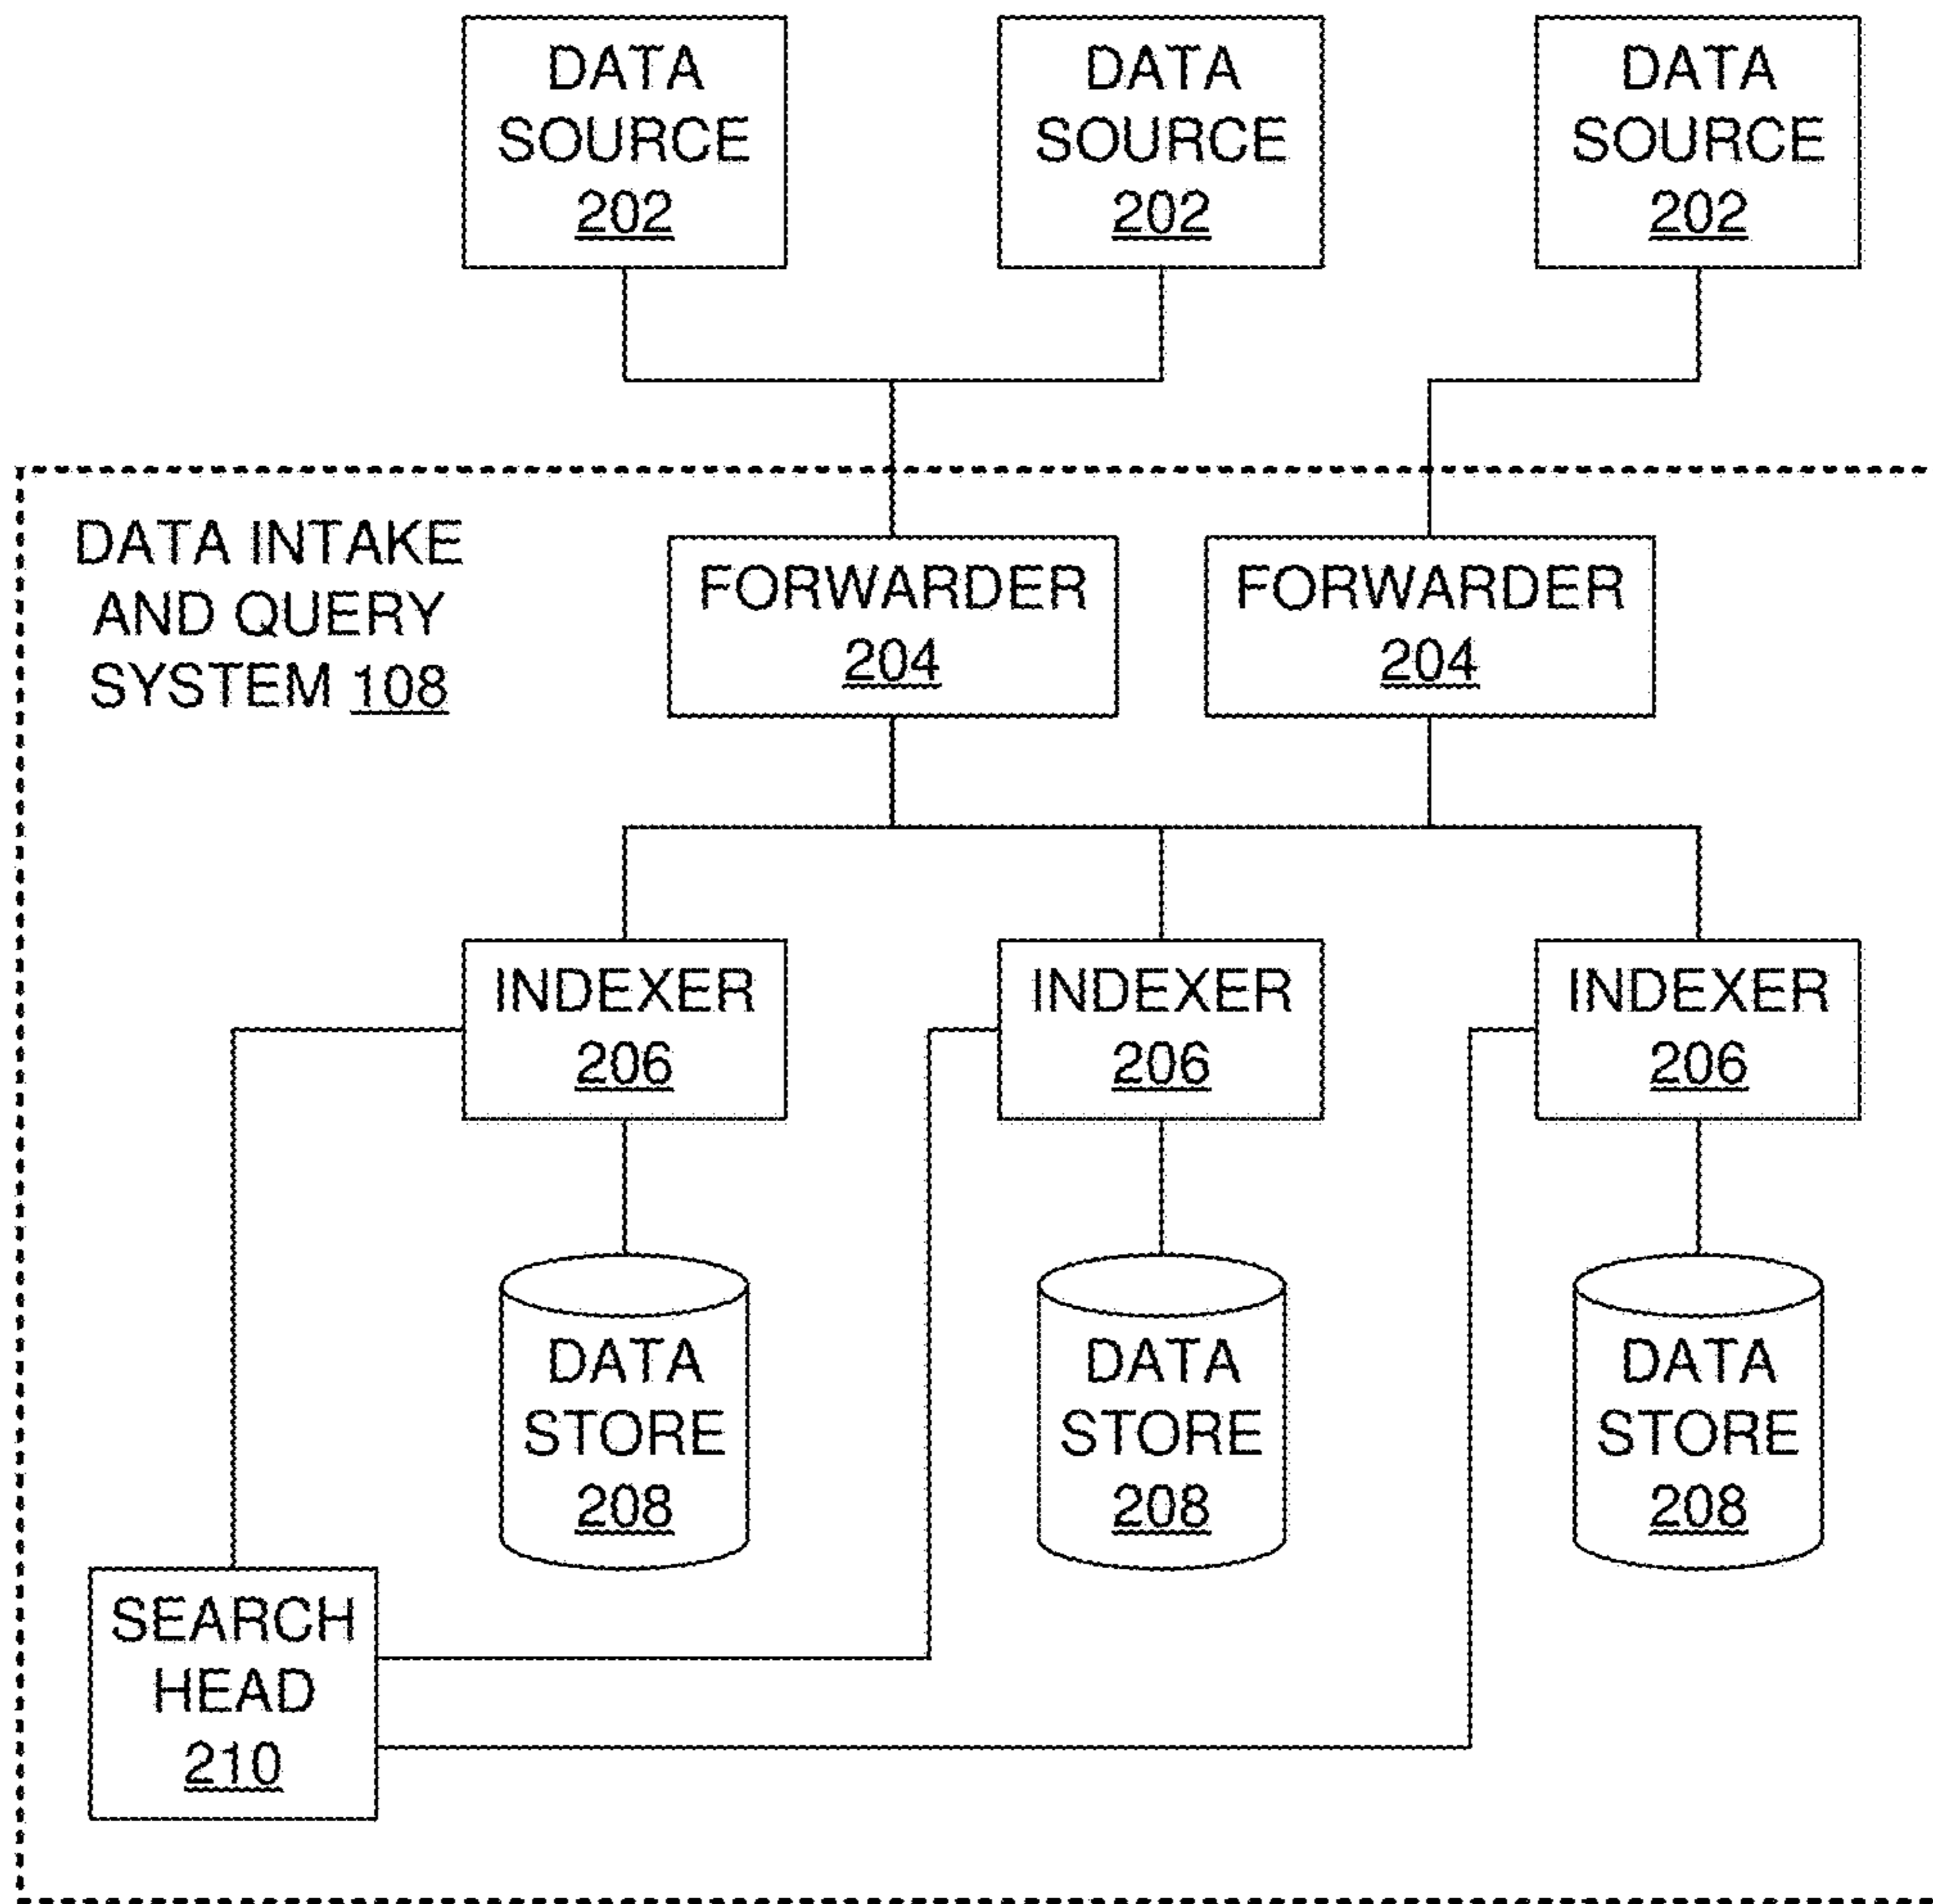 DATA
SOURCE
202
DATA
SOURCE
202
DATA
SOURCE
202
DATA INTAKE
AND QUERY
SYSTEM 108
FORWARDER
204
FORWARDER
204
INDEXER
206
INDEXER
206
INDEXER
206
DATA
STORE
208
DATA
STORE
208
DATA
STORE
208
SEARCH
HEAD
210